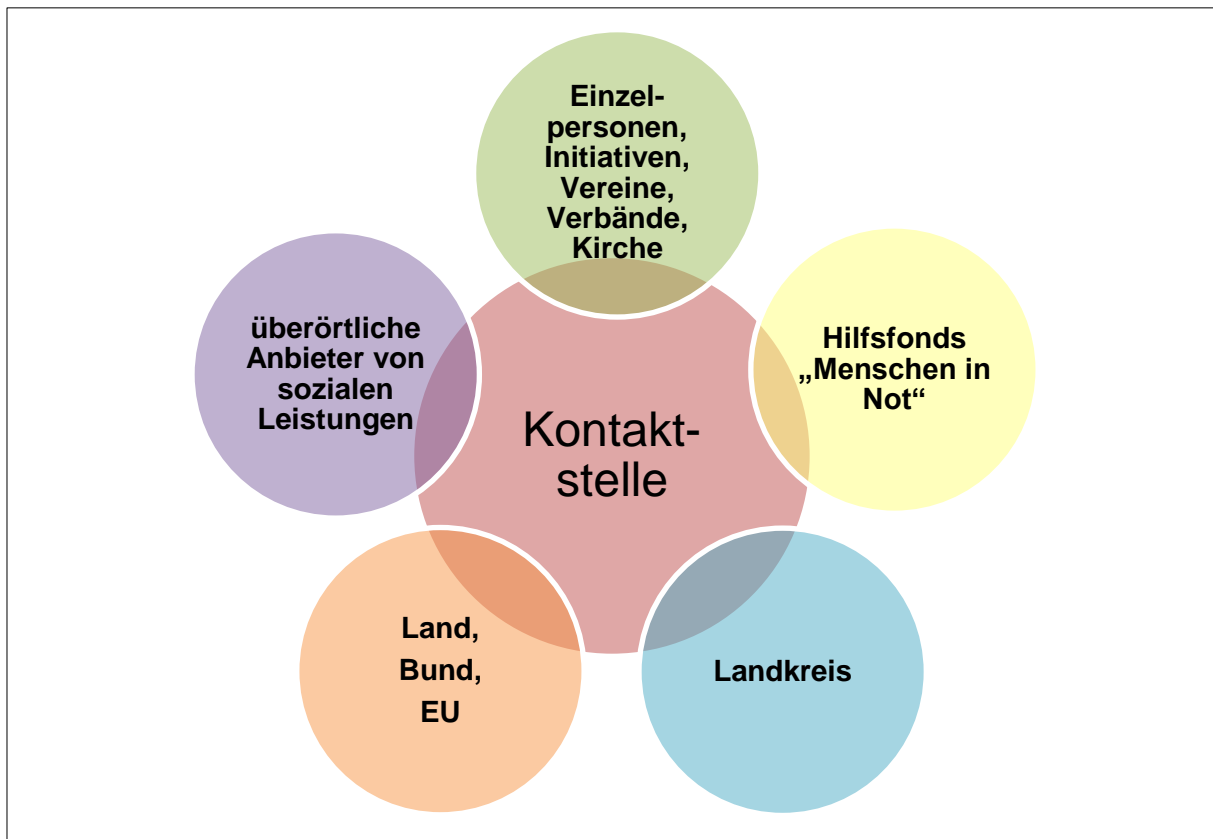 Einzel-
personen,
Initiativen,
Vereine,
Verbände,
Kirche
überörtliche
Anbieter von
sozialen
Leistungen
Hilfsfonds
„Menschen in
Not“
Kontakt-
stelle
Land,
Bund,
EU
Landkreis